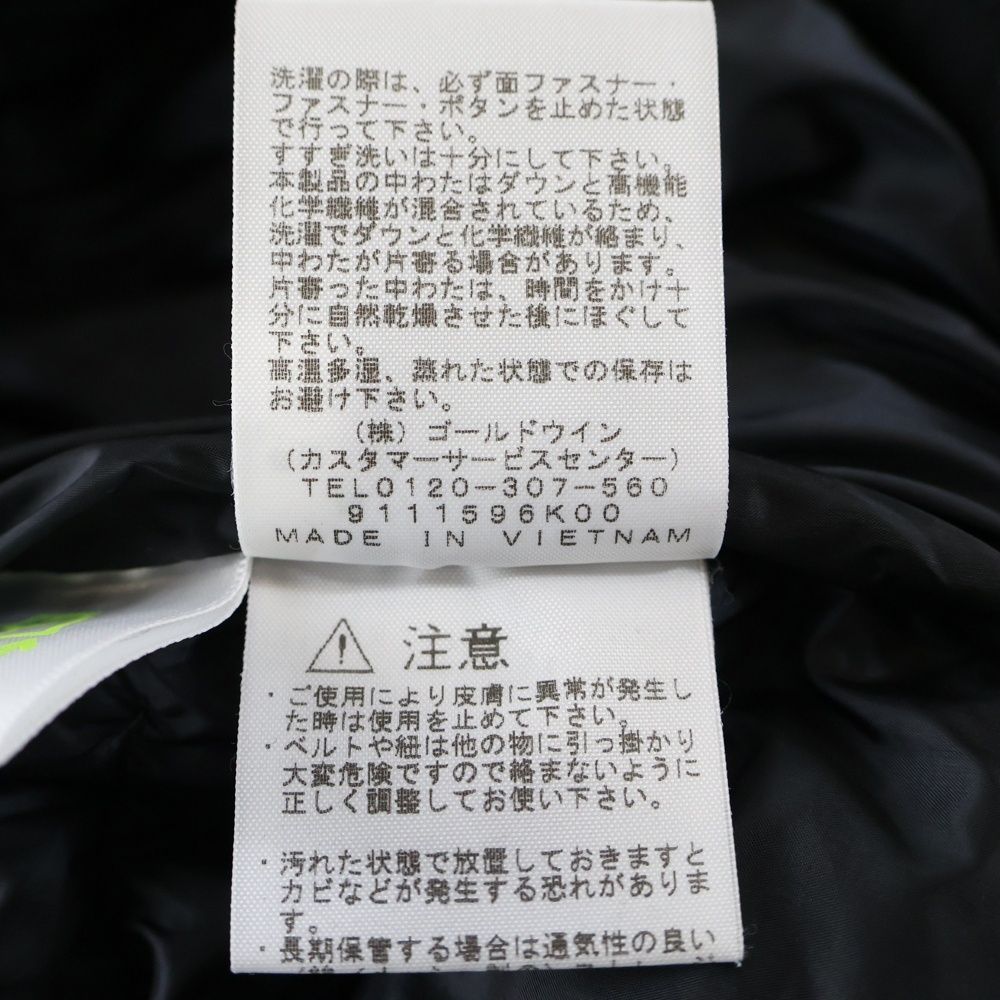 洗濯の際は、必ず面ファスナー・
ファスナー・ボタンを止めた状態
で行って下さい。
すすぎ洗いは十分にして下さい。
本製品の中わたはダウンと高機能
化学繊維が混合されているため、
洗濯でダウンと化学繊維が絡まり、
中わたが片寄る場合があります。
片寄った中わたは、時間をかけ十
分に自然乾燥させた後にほぐして
下さい。
高温多湿、蒸れた状態での保存は
お避け下さい。
(株) ゴールドウイン
(カスタマーサービスセンター)
TEL0120-307-560
9111596K00
MADE IN VIETNAM
注意
・ご使用により皮膚に異常が発生し
た時は使用を止めて下さい。
・ベルトや紐は他の物に引っ掛かり
大変危険ですので絡まないように
正しく調整してお使い下さい。
・汚れた状態で放置しておきますと
カビなどが発生する恐れがありま
す。
・長期保管する場合は通気性の良い